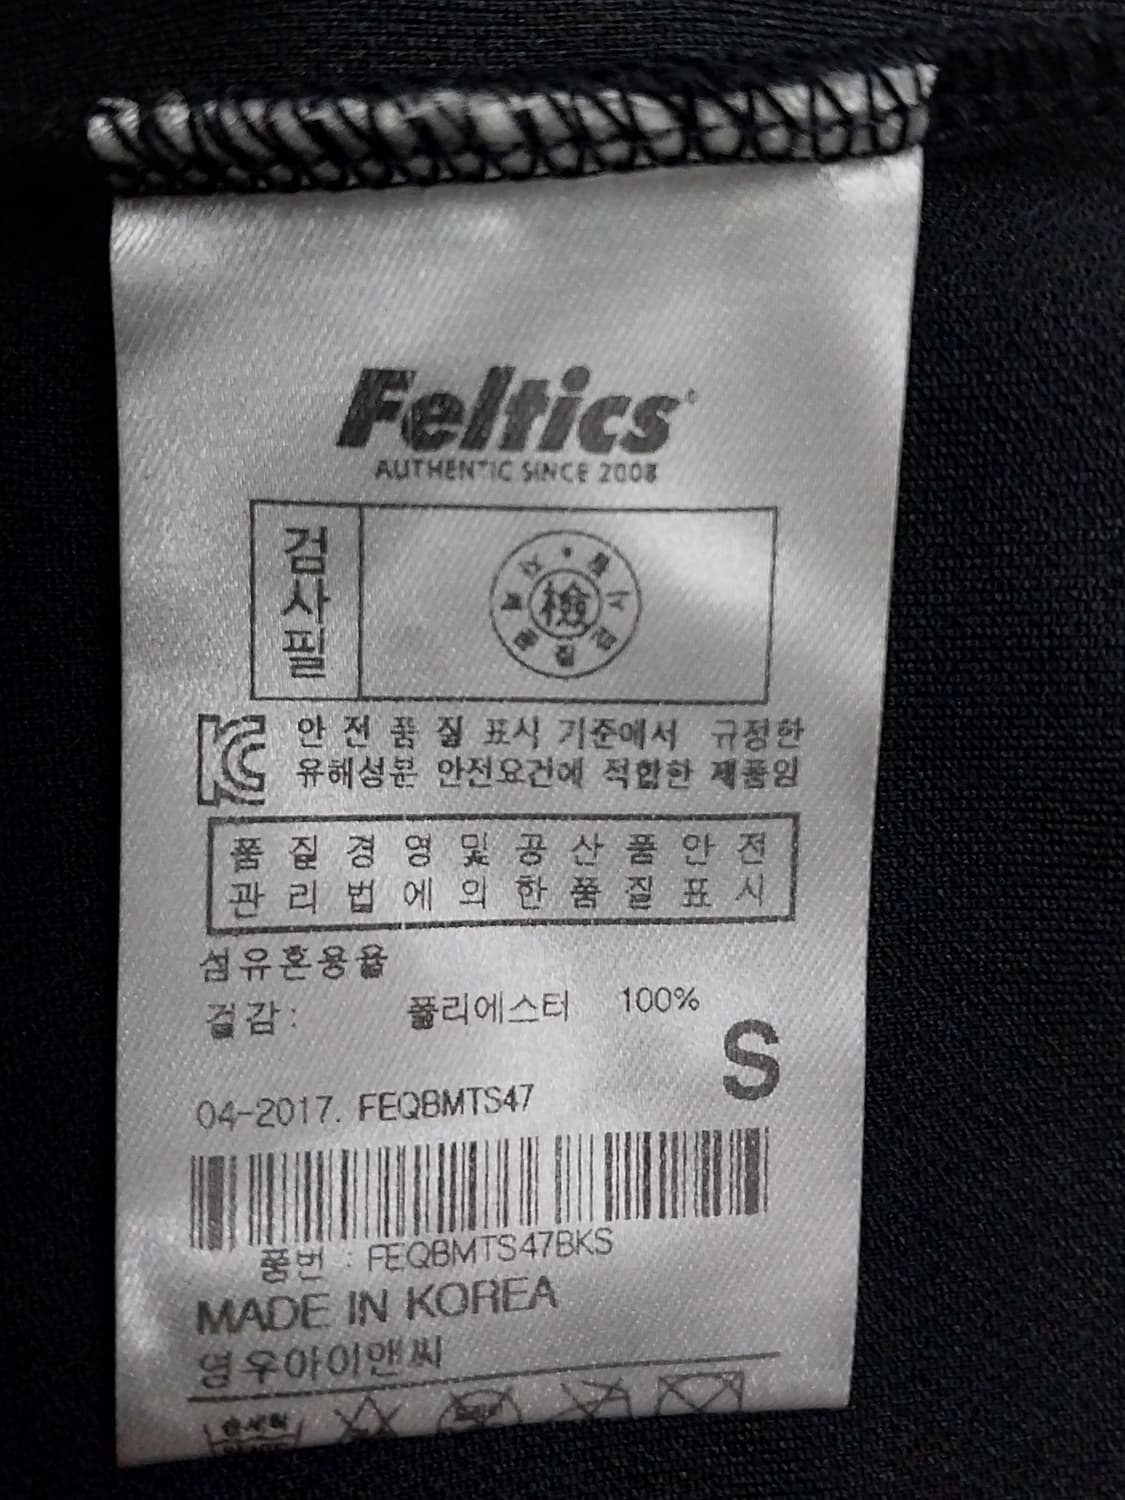 Feltics
AUTHENTIC SINCE 2008
검사필
檢
안전품질표시 기준에서 규정한
유해성분 안전요건에 적합한 제품임
품질경영및공산품안전
관리법에의한품질표시
섬유혼용율
겉감: 폴리에스터 100%
S
04-2017. FEQBMTS47
품번 : FEQBMTS47BKS
MADE IN KOREA
영우아이앤씨
손세탁